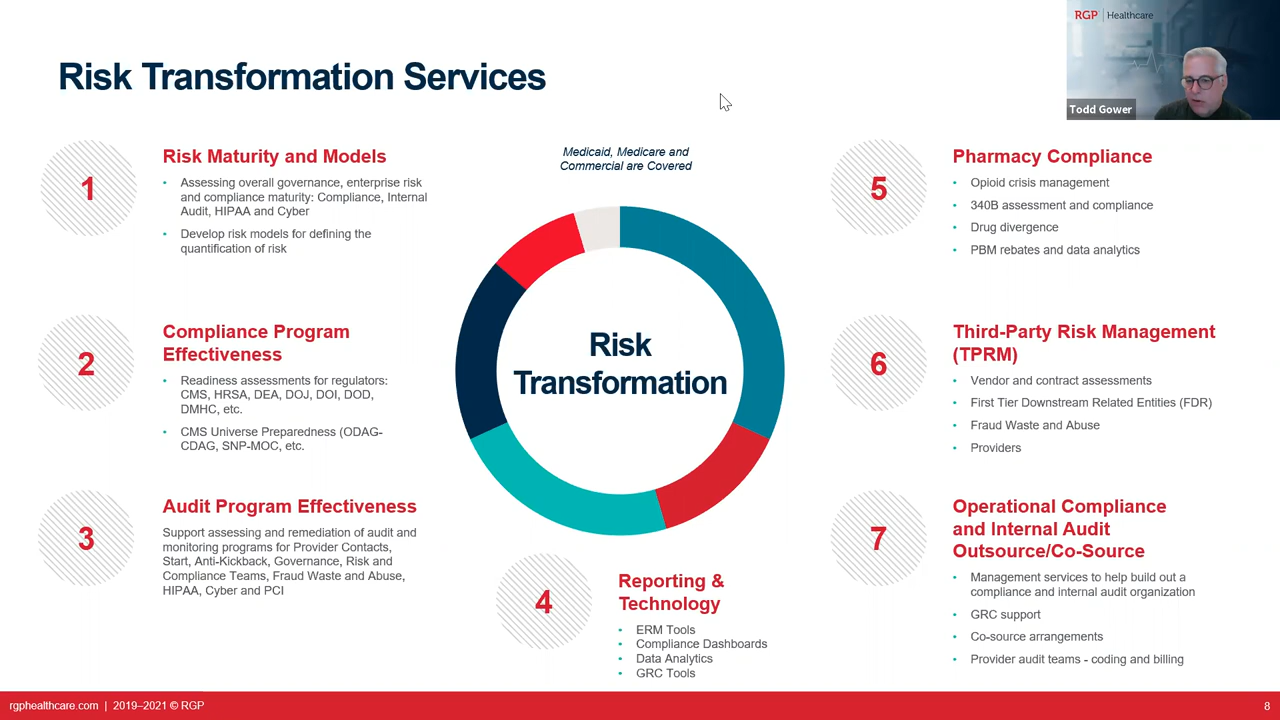 RGP | Healthcare
Todd Gower
Risk Transformation Services
1
Risk Maturity and Models
• Assessing overall governance, enterprise risk
and compliance maturity: Compliance, Internal
Audit, HIPAA and Cyber
• Develop risk models for defining the
quantification of risk
2
Compliance Program
Effectiveness
• Readiness assessments for regulators:
CMS, HRSA, DEA, DOJ, DOI, DOD,
DMHC, etc.
• CMS Universe Preparedness (ODAG-
CDAG, SNP-MOC, etc.
3
Audit Program Effectiveness
Support assessing and remediation of audit and
monitoring programs for Provider Contacts,
Start, Anti-Kickback, Governance, Risk and
Compliance Teams, Fraud Waste and Abuse,
HIPAA, Cyber and PCI
Medicaid, Medicare and
Commercial are Covered
Risk
Transformation
4
Reporting &
Technology
• ERM Tools
• Compliance Dashboards
• Data Analytics
• GRC Tools
5
Pharmacy Compliance
• Opioid crisis management
• 340B assessment and compliance
• Drug divergence
• PBM rebates and data analytics
6
Third-Party Risk Management
(TPRM)
• Vendor and contract assessments
• First Tier Downstream Related Entities (FDR)
• Fraud Waste and Abuse
• Providers
7
Operational Compliance
and Internal Audit
Outsource/Co-Source
• Management services to help build out a
compliance and internal audit organization
• GRC support
• Co-source arrangements
• Provider audit teams - coding and billing
rgphealthcare.com | 2019–2021 © RGP
8